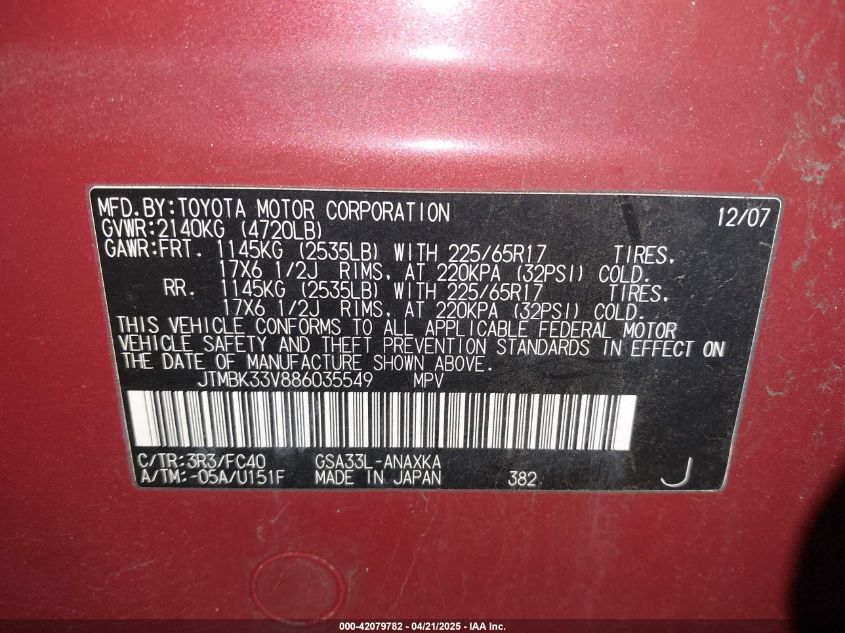 MFD.BY:TOYOTA MOTOR CORPORATION 12/07
GVWR:2140KG (4720LB)
GAWR:FRT. 1145KG (2535LB) WITH 225/65R17 TIRES.
17X6 1/2J RIMS, AT 220KPA (32PSI) COLD.
RR. 1145KG (2535LB) WITH 225/65R17 TIRES,
17X6 1/2J RIMS, AT 220KPA (32PSI) COLD.
THIS VEHICLE CONFORMS TO ALL APPLICABLE FEDERAL MOTOR
VEHICLE SAFETY AND THEFT PREVENTION STANDARDS IN EFFECT ON
THE DATE OF MANUFACTURE SHOWN ABOVE.
JTMBK33V886035549 MPV
C/TR:3R3/FC40 GSA33L-ANAXKA
A/TM:-05A/U151F MADE IN JAPAN 382 J
000-42079782 - 04/21/2025 - IAA Inc.